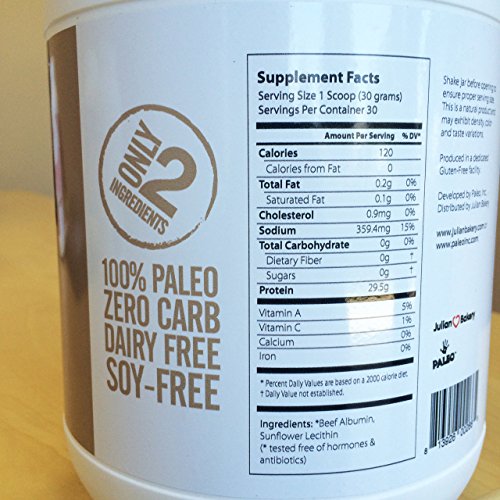 ONLY
2
INGREDIENTS
100% PALEO
ZERO CARB
DAIRY FREE
SOY-FREE
Supplement Facts
Serving Size 1 Scoop (30 grams)
Servings Per Container 30
Amount Per Serving % DV*
Calories 120
Calories from Fat 0
Total Fat 0.2g 0%
Saturated Fat 0.1g 0%
Cholesterol 0.9mg 0%
Sodium 359.4mg 15%
Total Carbohydrate 0g 0%
Dietary Fiber 0g †
Sugars 0g †
Protein 29.5g
Vitamin A 5%
Vitamin C 1%
Calcium 0%
Iron 0%
* Percent Daily Values are based on a 2000 calorie diet.
† Daily Value not established.
Ingredients: *Beef Albumin,
Sunflower Lecithin
(* tested free of hormones &
antibiotics)
Shake jar before opening to
ensure proper serving size.
This is a natural product and
may exhibit density, color
and taste variations.
Produced in a dedicated
Gluten-Free facility.
Developed by Paleo, Inc.
Distributed by Julian Bakery
www.julianbakery.com
www.paleoinc.com
Julian Bakery
PALEO